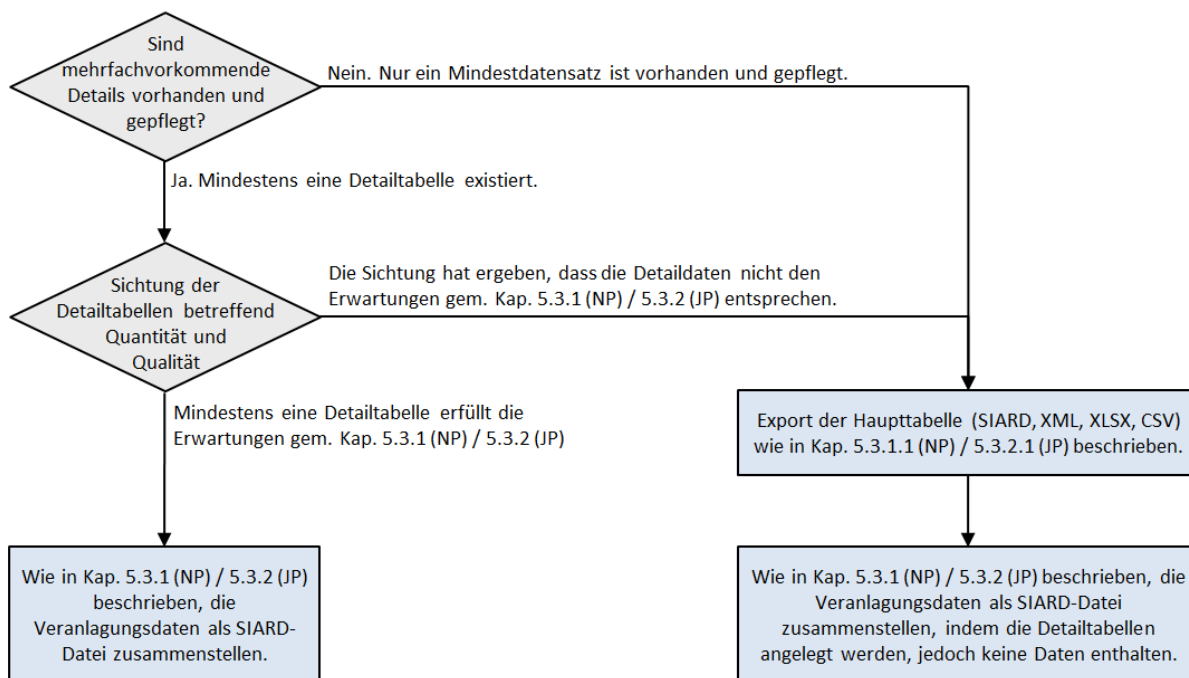 Sind
mehrfachvorkommende
Details vorhanden und
gepflegt?
Nein. Nur ein Mindestdatensatz ist vorhanden und gepflegt.
Ja. Mindestens eine Detailtabelle existiert.
Sichtung der
Detailtabellen betreffend
Quantität und
Qualität
Die Sichtung hat ergeben, dass die Detaildaten nicht den
Erwartungen gem. Kap. 5.3.1 (NP) / 5.3.2 (JP) entsprechen.
Mindestens eine Detailtabelle erfüllt die
Erwartungen gem. Kap. 5.3.1 (NP) / 5.3.2 (JP)
Export der Haupttabelle (SIARD, XML, XLSX, CSV)
wie in Kap. 5.3.1.1 (NP) / 5.3.2.1 (JP) beschrieben.
Wie in Kap. 5.3.1 (NP) / 5.3.2 (JP)
beschrieben, die
Veranlagungsdaten als SIARD-
Datei zusammenstellen.
Wie in Kap. 5.3.1 (NP) / 5.3.2 (JP) beschrieben, die
Veranlagungsdaten als SIARD-Datei
zusammenstellen, indem die Detailtabellen
angelegt werden, jedoch keine Daten enthalten.